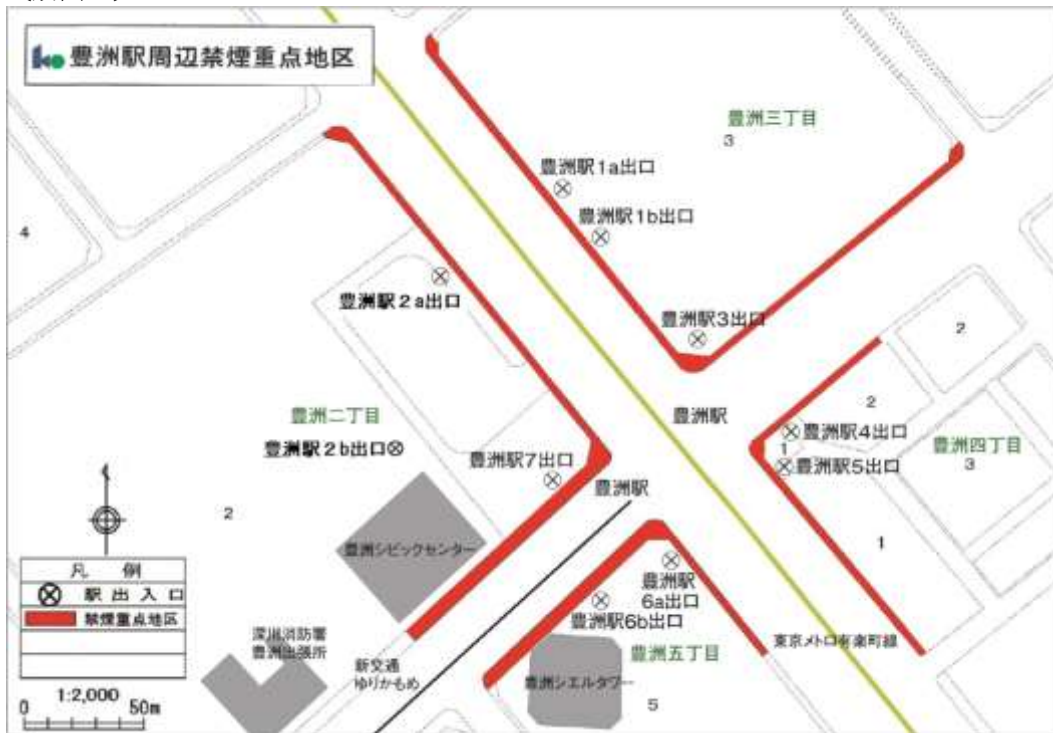 豊洲駅周辺禁煙重点地区
豊洲三丁目
3
豊洲駅1a出口
豊洲駅1b出口
4
豊洲駅2a出口
豊洲駅3出口
2
豊洲駅
2
豊洲二丁目
豊洲駅4出口
1
豊洲四丁目
豊洲駅2b出口
豊洲駅7出口
豊洲駅5出口
3
豊洲駅
2
1
豊洲シビックセンター
凡 例
駅出入口
禁煙重点地区
豊洲駅
6a出口
豊洲駅6b出口
深川消防署
豊洲出張所
新交通
ゆりかもめ
東京メトロ有楽町線
豊洲五丁目
豊洲シエルタワー
5
1:2,000
0 50m